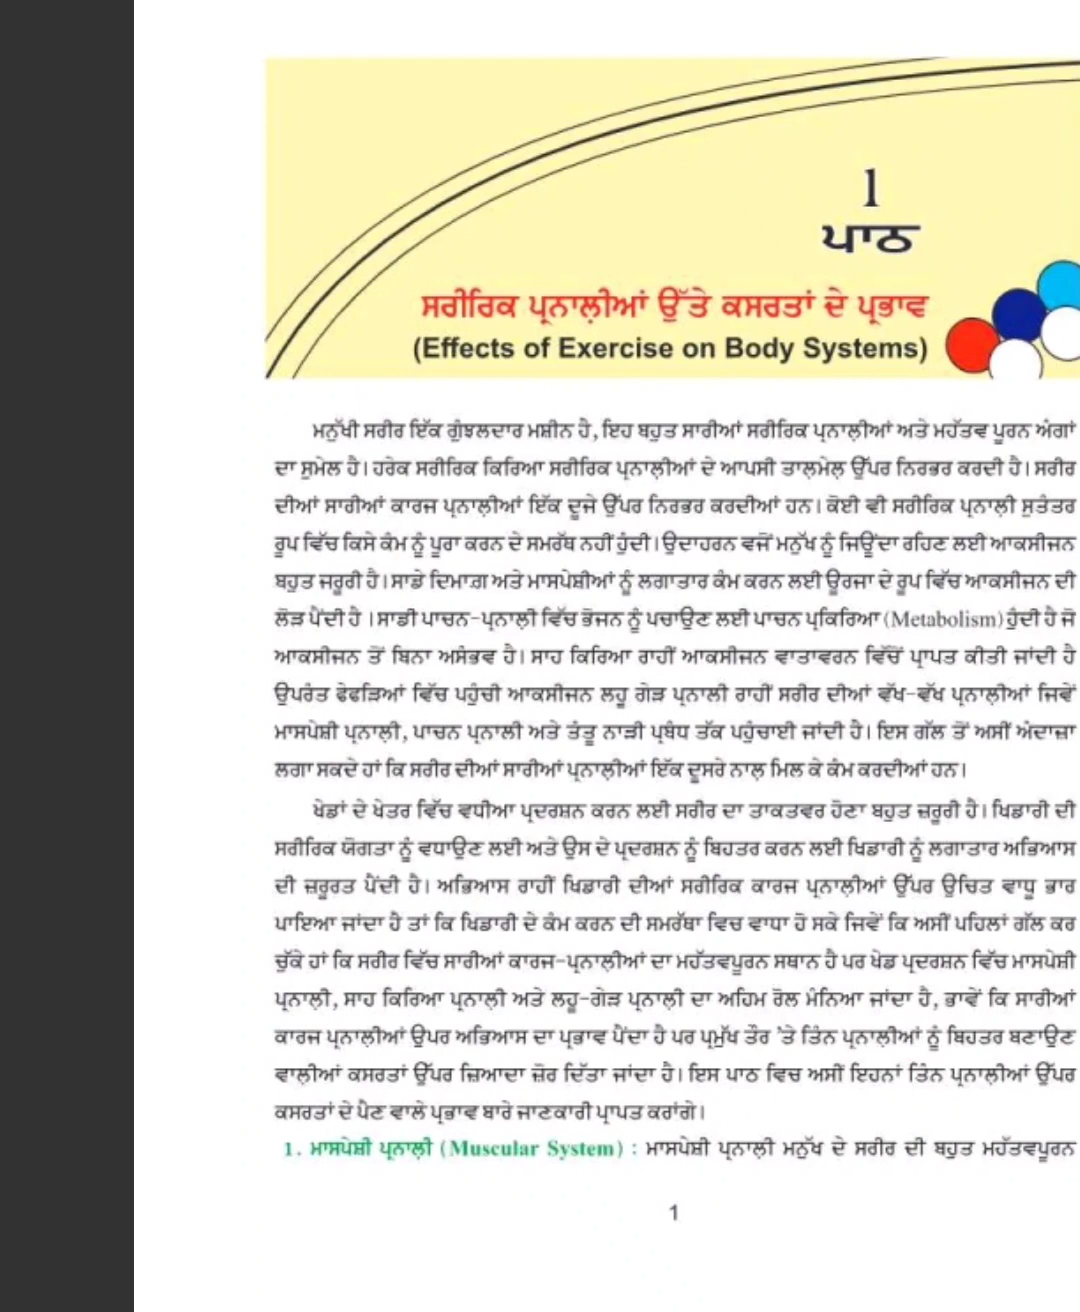 1
ਪਾਠ
ਸਰੀਰਿਕ ਪ੍ਰਨਾਲ਼ੀਆਂ ਉੱਤੇ ਕਸਰਤਾਂ ਦੇ ਪ੍ਰਭਾਵ
(Effects of Exercise on Body Systems)
ਮਨੁੱਖੀ ਸਰੀਰ ਇੱਕ ਗੁੰਝਲਦਾਰ ਮਸ਼ੀਨ ਹੈ, ਇਹ ਬਹੁਤ ਸਾਰੀਆਂ ਸਰੀਰਿਕ ਪ੍ਰਨਾਲ਼ੀਆਂ ਅਤੇ ਮਹੱਤਵ ਪੂਰਨ ਅੰਗਾਂ
ਦਾ ਸੁਮੇਲ ਹੈ। ਹਰੇਕ ਸਰੀਰਿਕ ਕਿਰਿਆ ਸਰੀਰਿਕ ਪ੍ਰਨਾਲ਼ੀਆਂ ਦੇ ਆਪਸੀ ਤਾਲ਼ਮੇਲ਼ ਉੱਪਰ ਨਿਰਭਰ ਕਰਦੀ ਹੈ। ਸਰੀਰ
ਦੀਆਂ ਸਾਰੀਆਂ ਕਾਰਜ ਪ੍ਰਨਾਲ਼ੀਆਂ ਇੱਕ ਦੂਜੇ ਉੱਪਰ ਨਿਰਭਰ ਕਰਦੀਆਂ ਹਨ। ਕੋਈ ਵੀ ਸਰੀਰਿਕ ਪ੍ਰਨਾਲ਼ੀ ਸੁਤੰਤਰ
ਰੂਪ ਵਿੱਚ ਕਿਸੇ ਕੰਮ ਨੂੰ ਪੂਰਾ ਕਰਨ ਦੇ ਸਮਰੱਥ ਨਹੀਂ ਹੁੰਦੀ। ਉਦਾਹਰਨ ਵਜੋਂ ਮਨੁੱਖ ਨੂੰ ਜਿਊਂਦਾ ਰਹਿਣ ਲਈ ਆਕਸੀਜਨ
ਬਹੁਤ ਜਰੂਰੀ ਹੈ। ਸਾਡੇ ਦਿਮਾਗ਼ ਅਤੇ ਮਾਸਪੇਸ਼ੀਆਂ ਨੂੰ ਲਗਾਤਾਰ ਕੰਮ ਕਰਨ ਲਈ ਊਰਜਾ ਦੇ ਰੂਪ ਵਿੱਚ ਆਕਸੀਜਨ ਦੀ
ਲੋੜ ਪੈਂਦੀ ਹੈ । ਸਾਡੀ ਪਾਚਨ-ਪ੍ਰਨਾਲ਼ੀ ਵਿੱਚ ਭੋਜਨ ਨੂੰ ਪਚਾਉਣ ਲਈ ਪਾਚਨ ਪ੍ਰਕਿਰਿਆ (Metabolism) ਹੁੰਦੀ ਹੈ ਜੋ
ਆਕਸੀਜਨ ਤੋਂ ਬਿਨਾ ਅਸੰਭਵ ਹੈ। ਸਾਹ ਕਿਰਿਆ ਰਾਹੀਂ ਆਕਸੀਜਨ ਵਾਤਾਵਰਨ ਵਿੱਚੋਂ ਪ੍ਰਾਪਤ ਕੀਤੀ ਜਾਂਦੀ ਹੈ
ਉਪਰੰਤ ਫੇਫੜਿਆਂ ਵਿੱਚ ਪਹੁੰਚੀ ਆਕਸੀਜਨ ਲਹੂ ਗੇੜ ਪ੍ਰਨਾਲੀ ਰਾਹੀਂ ਸਰੀਰ ਦੀਆਂ ਵੱਖ-ਵੱਖ ਪ੍ਰਨਾਲ਼ੀਆਂ ਜਿਵੇਂ
ਮਾਸਪੇਸ਼ੀ ਪ੍ਰਨਾਲ਼ੀ, ਪਾਚਨ ਪ੍ਰਨਾਲੀ ਅਤੇ ਤੰਤੂ ਨਾੜੀ ਪ੍ਰਬੰਧ ਤੱਕ ਪਹੁੰਚਾਈ ਜਾਂਦੀ ਹੈ। ਇਸ ਗੱਲ ਤੋਂ ਅਸੀਂ ਅੰਦਾਜ਼ਾ
ਲਗਾ ਸਕਦੇ ਹਾਂ ਕਿ ਸਰੀਰ ਦੀਆਂ ਸਾਰੀਆਂ ਪ੍ਰਨਾਲ਼ੀਆਂ ਇੱਕ ਦੂਸਰੇ ਨਾਲ਼ ਮਿਲ ਕੇ ਕੰਮ ਕਰਦੀਆਂ ਹਨ।
ਖੇਡਾਂ ਦੇ ਖੇਤਰ ਵਿੱਚ ਵਧੀਆ ਪ੍ਰਦਰਸ਼ਨ ਕਰਨ ਲਈ ਸਰੀਰ ਦਾ ਤਾਕਤਵਰ ਹੋਣਾ ਬਹੁਤ ਜ਼ਰੂਰੀ ਹੈ। ਖਿਡਾਰੀ ਦੀ
ਸਰੀਰਿਕ ਯੋਗਤਾ ਨੂੰ ਵਧਾਉਣ ਲਈ ਅਤੇ ਉਸ ਦੇ ਪ੍ਰਦਰਸ਼ਨ ਨੂੰ ਬਿਹਤਰ ਕਰਨ ਲਈ ਖਿਡਾਰੀ ਨੂੰ ਲਗਾਤਾਰ ਅਭਿਆਸ
ਦੀ ਜ਼ਰੂਰਤ ਪੈਂਦੀ ਹੈ। ਅਭਿਆਸ ਰਾਹੀਂ ਖਿਡਾਰੀ ਦੀਆਂ ਸਰੀਰਿਕ ਕਾਰਜ ਪ੍ਰਨਾਲ਼ੀਆਂ ਉੱਪਰ ਉਚਿਤ ਵਾਧੂ ਭਾਰ
ਪਾਇਆ ਜਾਂਦਾ ਹੈ ਤਾਂ ਕਿ ਖਿਡਾਰੀ ਦੇ ਕੰਮ ਕਰਨ ਦੀ ਸਮਰੱਥਾ ਵਿਚ ਵਾਧਾ ਹੋ ਸਕੇ ਜਿਵੇਂ ਕਿ ਅਸੀਂ ਪਹਿਲਾਂ ਗੱਲ ਕਰ
ਚੁੱਕੇ ਹਾਂ ਕਿ ਸਰੀਰ ਵਿੱਚ ਸਾਰੀਆਂ ਕਾਰਜ-ਪ੍ਰਨਾਲ਼ੀਆਂ ਦਾ ਮਹੱਤਵਪੂਰਨ ਸਥਾਨ ਹੈ ਪਰ ਖੇਡ ਪ੍ਰਦਰਸ਼ਨ ਵਿੱਚ ਮਾਸਪੇਸ਼ੀ
ਪ੍ਰਨਾਲ਼ੀ, ਸਾਹ ਕਿਰਿਆ ਪ੍ਰਨਾਲੀ ਅਤੇ ਲਹੂ-ਗੇੜ ਪ੍ਰਨਾਲੀ ਦਾ ਅਹਿਮ ਰੋਲ ਮੰਨਿਆ ਜਾਂਦਾ ਹੈ, ਭਾਵੇਂ ਕਿ ਸਾਰੀਆਂ
ਕਾਰਜ ਪ੍ਰਨਾਲ਼ੀਆਂ ਉਪਰ ਅਭਿਆਸ ਦਾ ਪ੍ਰਭਾਵ ਪੈਂਦਾ ਹੈ ਪਰ ਪ੍ਰਮੁੱਖ ਤੌਰ 'ਤੇ ਤਿੰਨ ਪ੍ਰਨਾਲ਼ੀਆਂ ਨੂੰ ਬਿਹਤਰ ਬਣਾਉਣ
ਵਾਲ਼ੀਆਂ ਕਸਰਤਾਂ ਉੱਪਰ ਜ਼ਿਆਦਾ ਜ਼ੋਰ ਦਿੱਤਾ ਜਾਂਦਾ ਹੈ। ਇਸ ਪਾਠ ਵਿਚ ਅਸੀਂ ਇਹਨਾਂ ਤਿੰਨ ਪ੍ਰਨਾਲ਼ੀਆਂ ਉੱਪਰ
ਕਸਰਤਾਂ ਦੇ ਪੈਣ ਵਾਲੇ ਪ੍ਰਭਾਵ ਬਾਰੇ ਜਾਣਕਾਰੀ ਪ੍ਰਾਪਤ ਕਰਾਂਗੇ।
1. ਮਾਸਪੇਸ਼ੀ ਪ੍ਰਨਾਲ਼ੀ (Muscular System) : ਮਾਸਪੇਸ਼ੀ ਪ੍ਰਨਾਲ਼ੀ ਮਨੁੱਖ ਦੇ ਸਰੀਰ ਦੀ ਬਹੁਤ ਮਹੱਤਵਪੂਰਨ
1